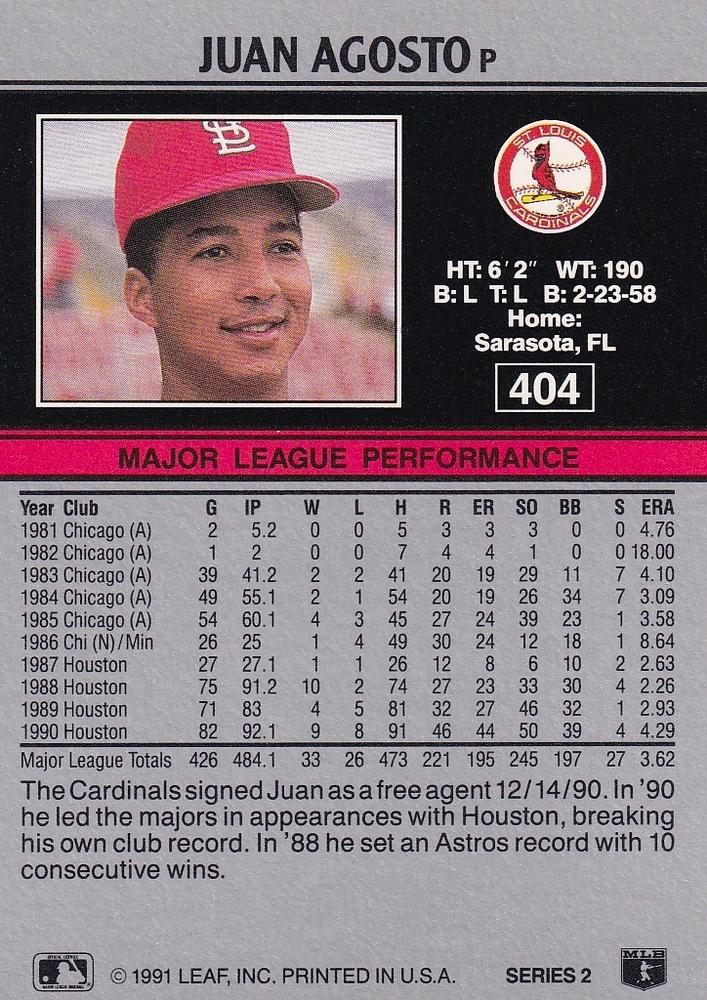 JUAN AGOSTO P
STL
ST. LOUIS
CARDINALS
HT: 6'2" WT: 190
B: L T: L B: 2-23-58
Home:
Sarasota, FL
404
MAJOR LEAGUE PERFORMANCE
Year Club G IP W L H R ER SO BB S ERA
1981 Chicago (A) 2 5.2 0 0 5 3 3 3 0 0 4.76
1982 Chicago (A) 1 2 0 0 7 4 4 1 0 0 18.00
1983 Chicago (A) 39 41.2 2 2 41 20 19 29 11 7 4.10
1984 Chicago (A) 49 55.1 2 1 54 20 19 26 34 7 3.09
1985 Chicago (A) 54 60.1 4 3 45 27 24 39 23 1 3.58
1986 Chi (N)/Min 26 25 1 4 49 30 24 12 18 1 8.64
1987 Houston 27 27.1 1 1 26 12 8 6 10 2 2.63
1988 Houston 75 91.2 10 2 74 27 23 33 30 4 2.26
1989 Houston 71 83 4 5 81 32 27 46 32 1 2.93
1990 Houston 82 92.1 9 8 91 46 44 50 39 4 4.29
Major League Totals 426 484.1 33 26 473 221 195 245 197 27 3.62
The Cardinals signed Juan as a free agent 12/14/90. In '90
he led the majors in appearances with Houston, breaking
his own club record. In '88 he set an Astros record with 10
consecutive wins.
OFFICIAL LICENSEE
MAJOR LEAGUE BASEBALL
© 1991 LEAF, INC. PRINTED IN U.S.A. SERIES 2
MLB